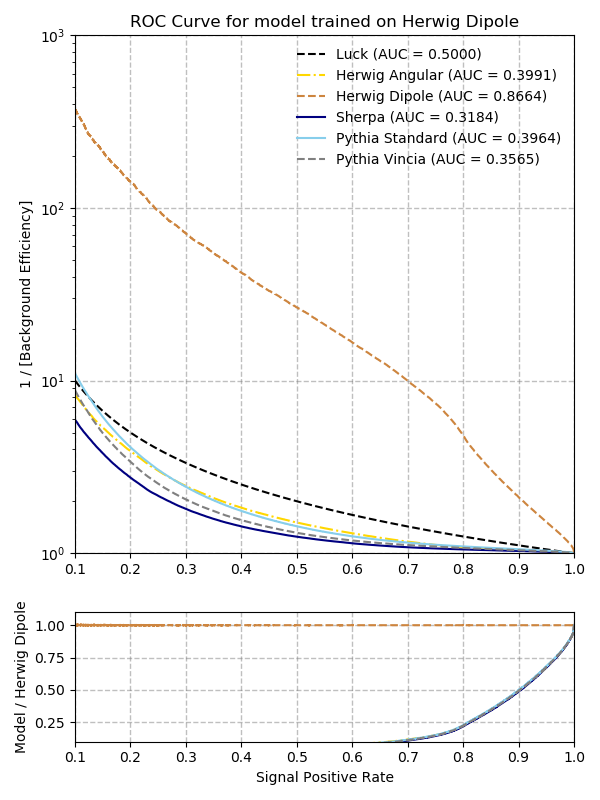 ROC Curve for model trained on Herwig Dipole
Luck (AUC = 0.5000)
Herwig Angular (AUC = 0.3991)
Herwig Dipole (AUC = 0.8664)
Sherpa (AUC = 0.3184)
Pythia Standard (AUC = 0.3964)
Pythia Vincia (AUC = 0.3565)
1 / [Background Efficiency]
10³
10²
10¹
10⁰
0.1 0.2 0.3 0.4 0.5 0.6 0.7 0.8 0.9 1.0
Model / Herwig Dipole
1.00
0.75
0.50
0.25
0.1 0.2 0.3 0.4 0.5 0.6 0.7 0.8 0.9 1.0
Signal Positive Rate